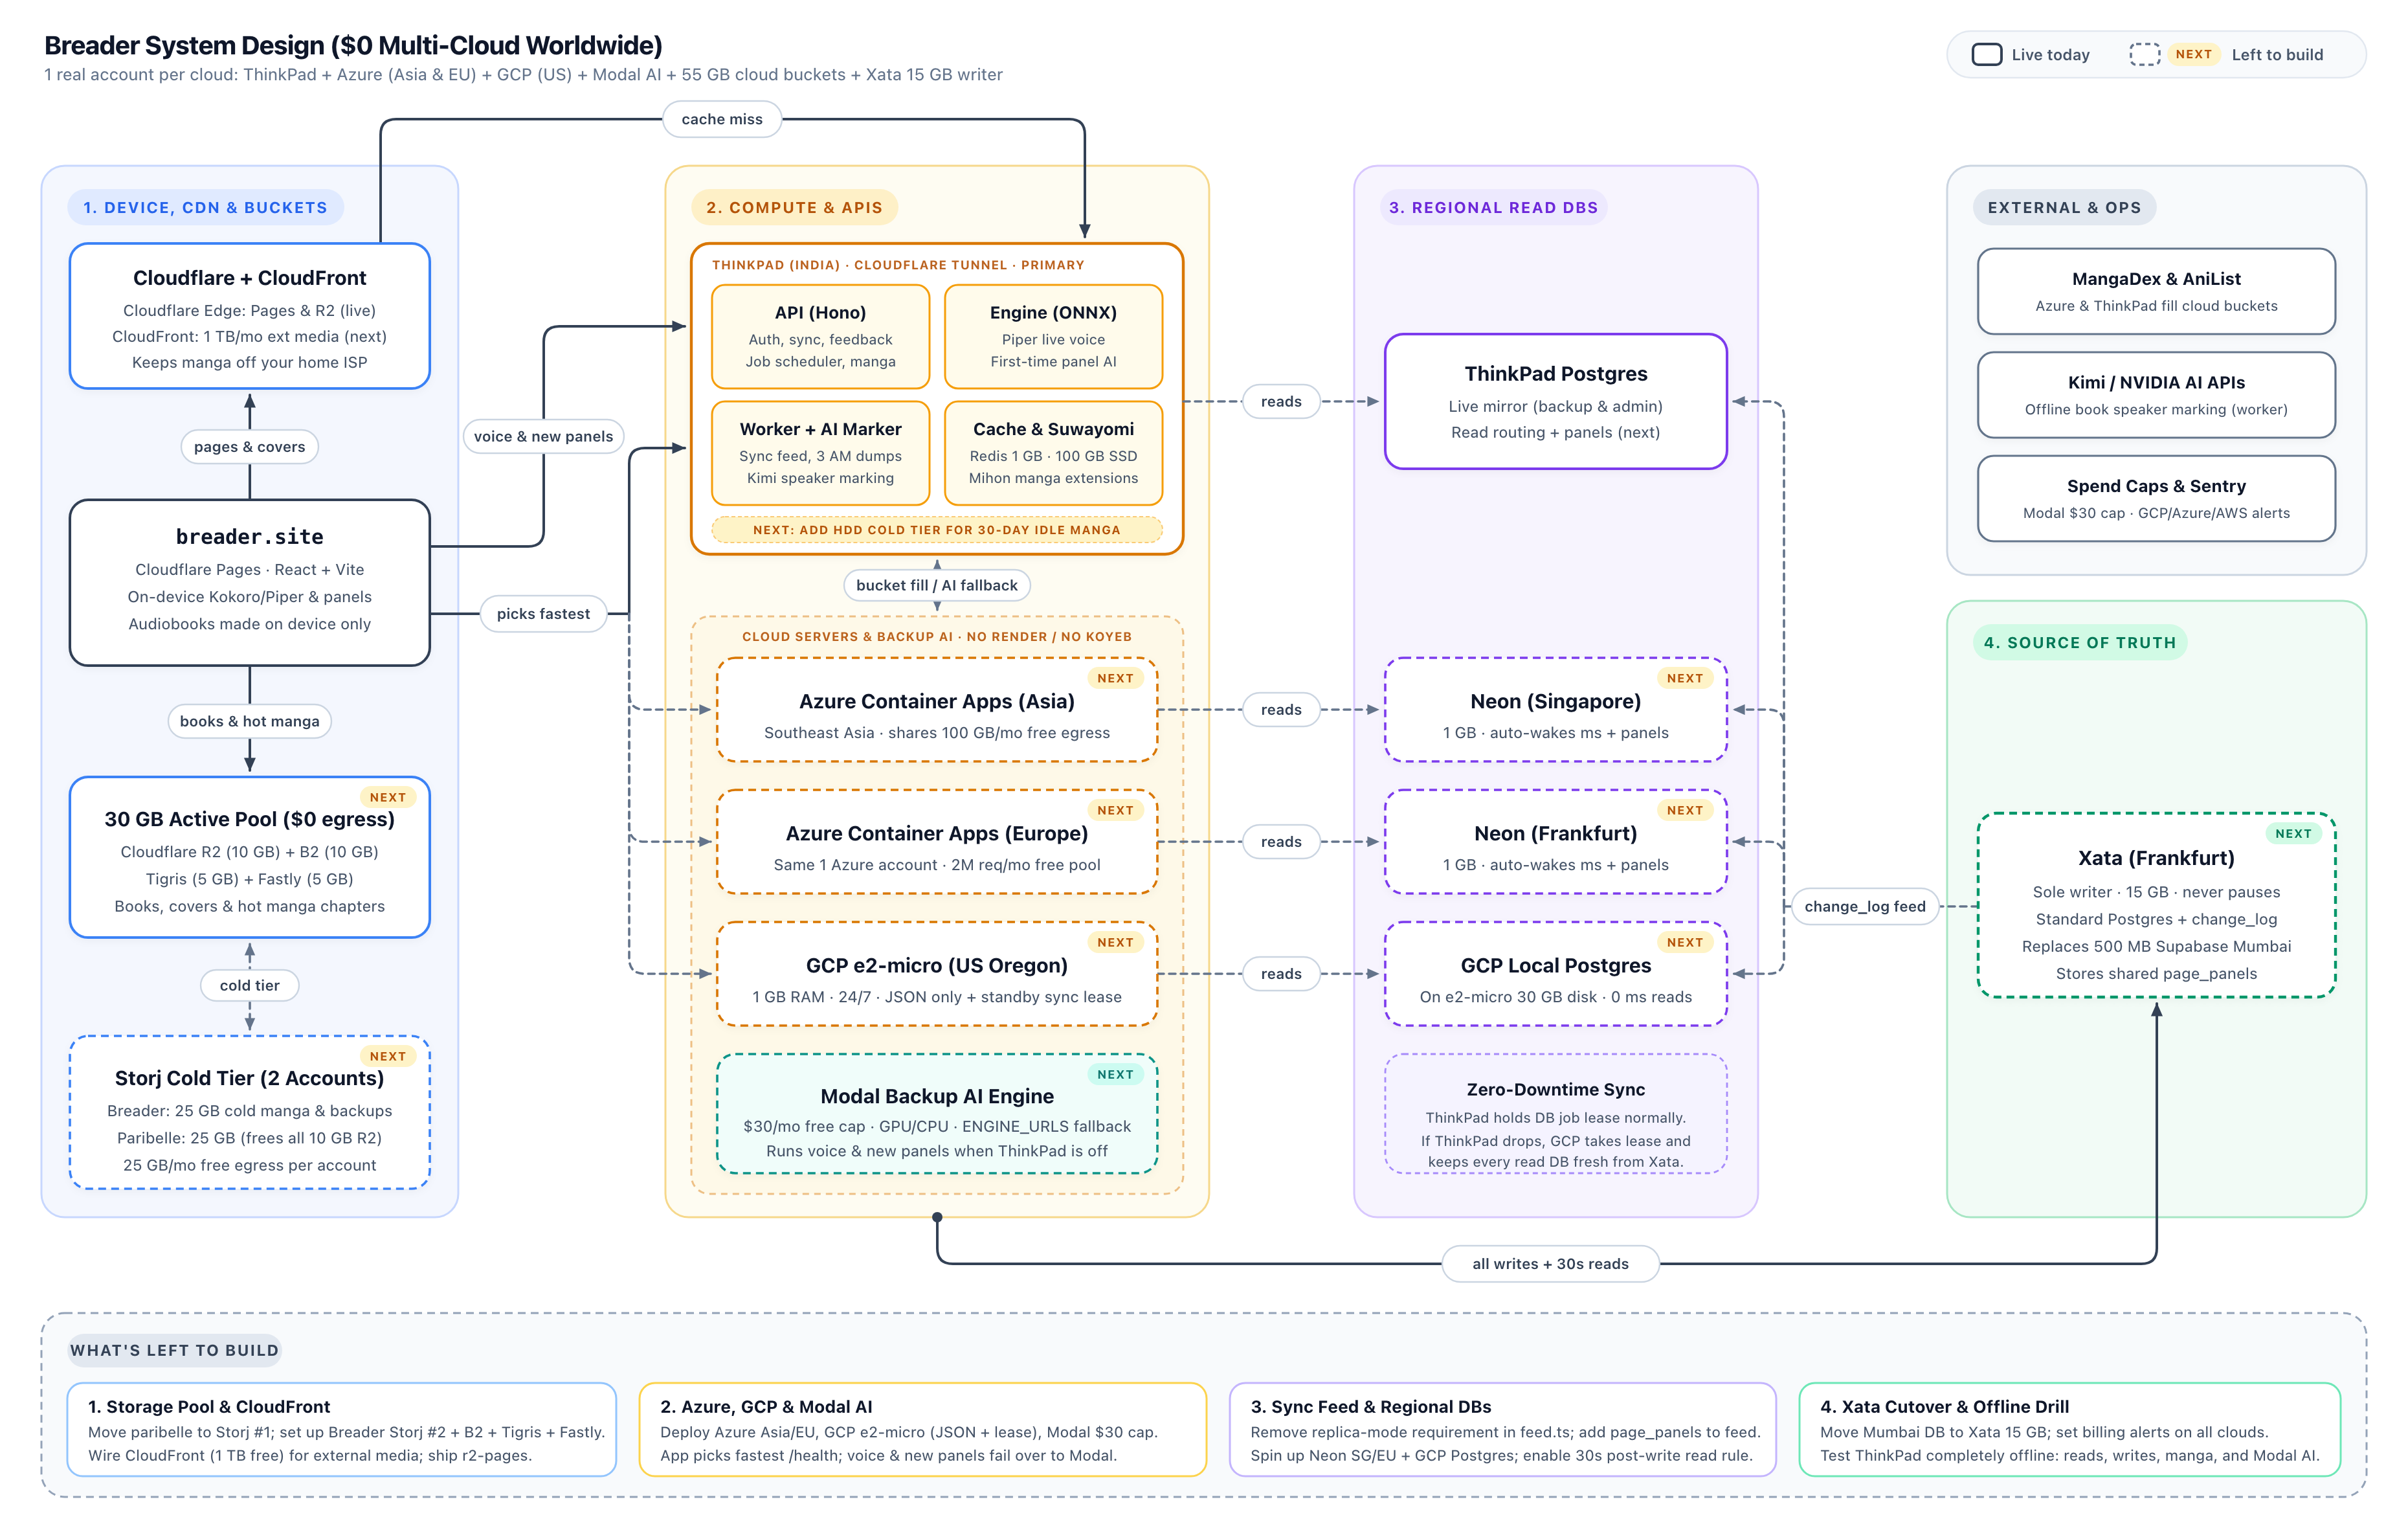 Breader System Design ($0 Multi-Cloud Worldwide)
1 real account per cloud: ThinkPad + Azure (Asia & EU) + GCP (US) + Modal AI + 55 GB cloud buckets + Xata 15 GB writer
Live today
NEXT
Left to build
cache miss
1. DEVICE, CDN & BUCKETS
Cloudflare + CloudFront
Cloudflare Edge: Pages & R2 (live)
CloudFront: 1 TB/mo ext media (next)
Keeps manga off your home ISP
pages & covers
breader.site
Cloudflare Pages · React + Vite
On-device Kokoro/Piper & panels
Audiobooks made on device only
books & hot manga
NEXT
30 GB Active Pool ($0 egress)
Cloudflare R2 (10 GB) + B2 (10 GB)
Tigris (5 GB) + Fastly (5 GB)
Books, covers & hot manga chapters
cold tier
NEXT
Storj Cold Tier (2 Accounts)
Breader: 25 GB cold manga & backups
Paribelle: 25 GB (frees all 10 GB R2)
25 GB/mo free egress per account
voice & new panels
picks fastest
2. COMPUTE & APIS
THINKPAD (INDIA) · CLOUDFLARE TUNNEL · PRIMARY
API (Hono)
Auth, sync, feedback
Job scheduler, manga
Engine (ONNX)
Piper live voice
First-time panel AI
Worker + AI Marker
Sync feed, 3 AM dumps
Kimi speaker marking
Cache & Suwayomi
Redis 1 GB · 100 GB SSD
Mihon manga extensions
NEXT: ADD HDD COLD TIER FOR 30-DAY IDLE MANGA
bucket fill / AI fallback
CLOUD SERVERS & BACKUP AI · NO RENDER / NO KOYEB
NEXT
Azure Container Apps (Asia)
Southeast Asia · shares 100 GB/mo free egress
NEXT
Azure Container Apps (Europe)
Same 1 Azure account · 2M req/mo free pool
NEXT
GCP e2-micro (US Oregon)
1 GB RAM · 24/7 · JSON only + standby sync lease
NEXT
Modal Backup AI Engine
$30/mo free cap · GPU/CPU · ENGINE_URLS fallback
Runs voice & new panels when ThinkPad is off
reads
reads
reads
reads
3. REGIONAL READ DBS
ThinkPad Postgres
Live mirror (backup & admin)
Read routing + panels (next)
NEXT
Neon (Singapore)
1 GB · auto-wakes ms + panels
NEXT
Neon (Frankfurt)
1 GB · auto-wakes ms + panels
NEXT
GCP Local Postgres
On e2-micro 30 GB disk · 0 ms reads
Zero-Downtime Sync
ThinkPad holds DB job lease normally.
If ThinkPad drops, GCP takes lease and
keeps every read DB fresh from Xata.
change_log feed
EXTERNAL & OPS
MangaDex & AniList
Azure & ThinkPad fill cloud buckets
Kimi / NVIDIA AI APIs
Offline book speaker marking (worker)
Spend Caps & Sentry
Modal $30 cap · GCP/Azure/AWS alerts
4. SOURCE OF TRUTH
NEXT
Xata (Frankfurt)
Sole writer · 15 GB · never pauses
Standard Postgres + change_log
Replaces 500 MB Supabase Mumbai
Stores shared page_panels
all writes + 30s reads
WHAT'S LEFT TO BUILD
1. Storage Pool & CloudFront
Move paribelle to Storj #1; set up Breader Storj #2 + B2 + Tigris + Fastly.
Wire CloudFront (1 TB free) for external media; ship r2-pages.
2. Azure, GCP & Modal AI
Deploy Azure Asia/EU, GCP e2-micro (JSON + lease), Modal $30 cap.
App picks fastest /health; voice & new panels fail over to Modal.
3. Sync Feed & Regional DBs
Remove replica-mode requirement in feed.ts; add page_panels to feed.
Spin up Neon SG/EU + GCP Postgres; enable 30s post-write read rule.
4. Xata Cutover & Offline Drill
Move Mumbai DB to Xata 15 GB; set billing alerts on all clouds.
Test ThinkPad completely offline: reads, writes, manga, and Modal AI.